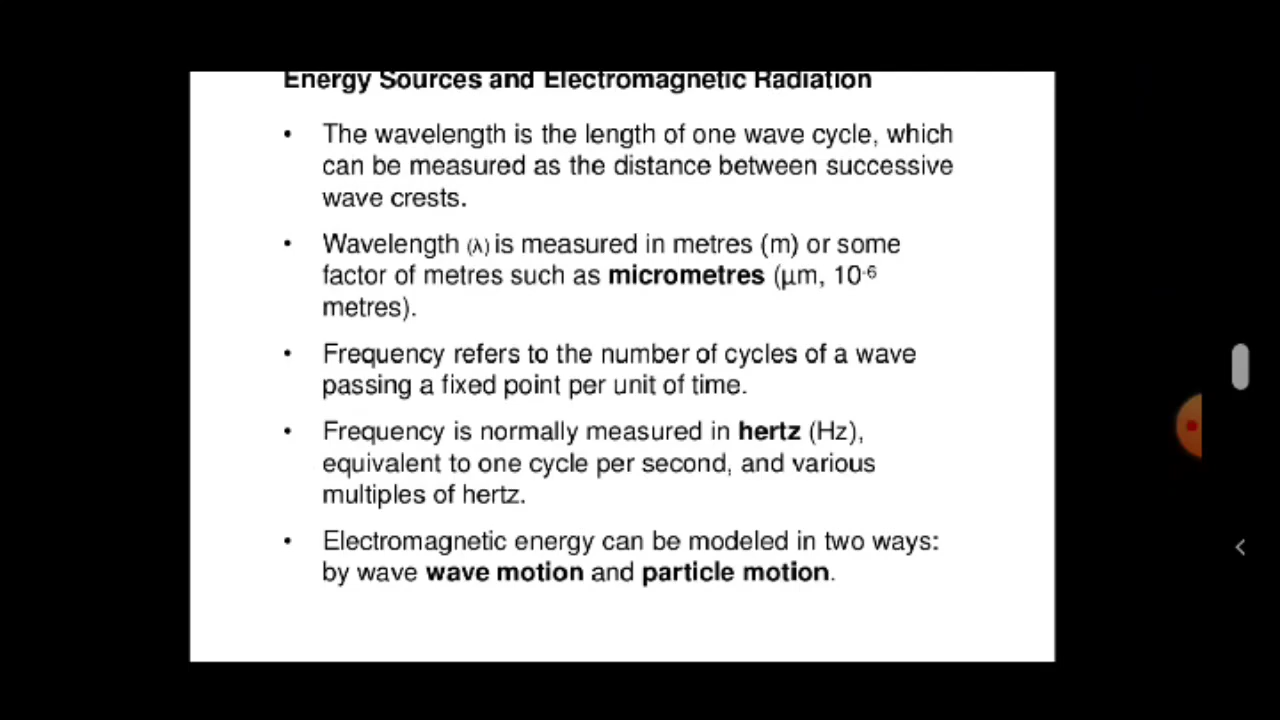 Energy Sources and Electromagnetic Radiation
• The wavelength is the length of one wave cycle, which
can be measured as the distance between successive
wave crests.
• Wavelength (λ) is measured in metres (m) or some
factor of metres such as micrometres (μm, 10-6
metres).
• Frequency refers to the number of cycles of a wave
passing a fixed point per unit of time.
• Frequency is normally measured in hertz (Hz),
equivalent to one cycle per second, and various
multiples of hertz.
• Electromagnetic energy can be modeled in two ways:
by wave wave motion and particle motion.